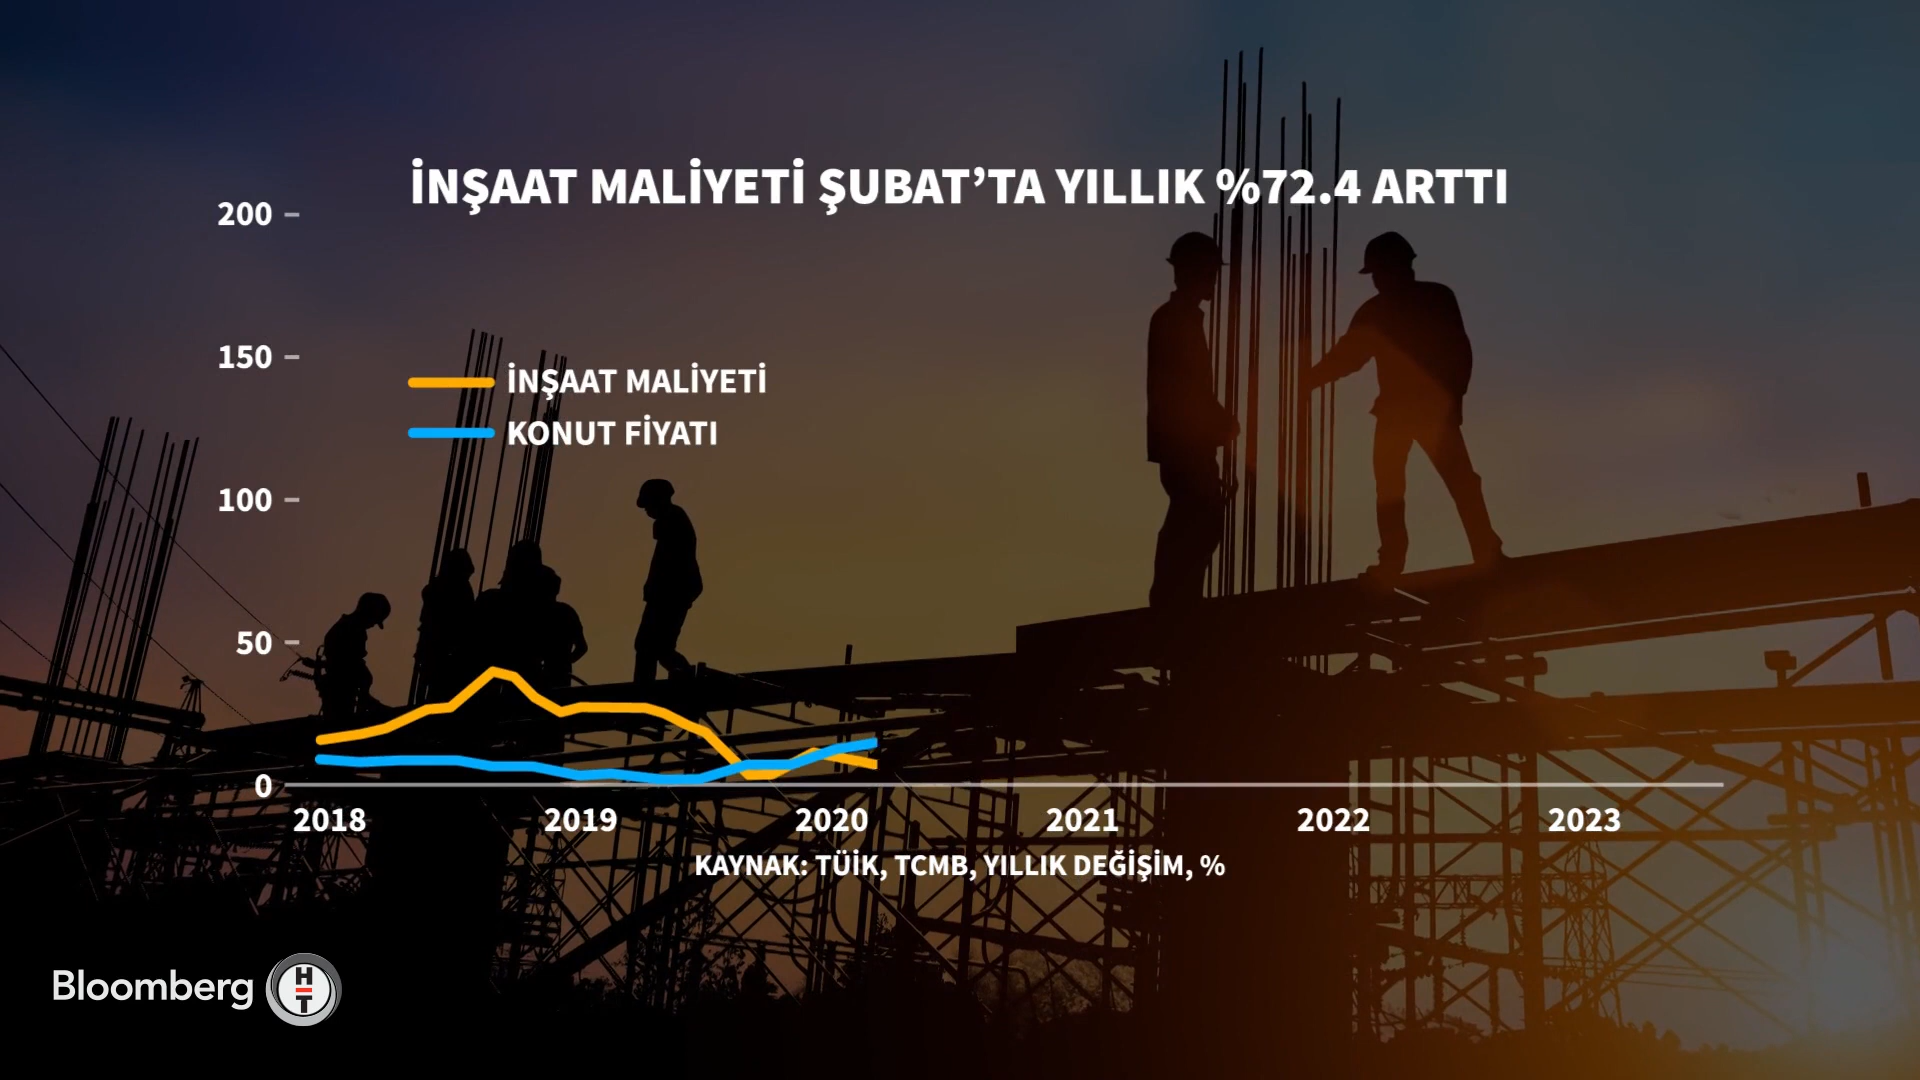 İNŞAAT MALİYETİ ŞUBAT’TA YILLIK %72.4 ARTTI
200
150
İNŞAAT MALİYETİ
KONUT FİYATI
100
50
0
2018 2019 2020 2021 2022 2023
KAYNAK: TÜİK, TCMB, YILLIK DEĞİŞİM, %
Bloomberg HT